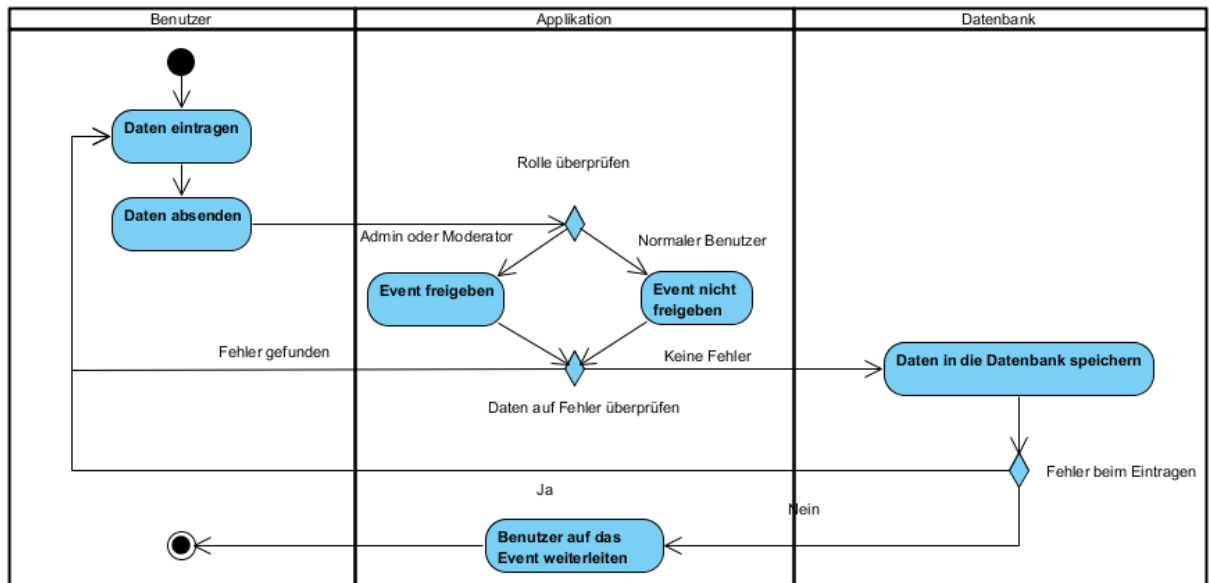 Benutzer
Applikation
Datenbank
Daten eintragen
Rolle überprüfen
Daten absenden
Admin oder Moderator
Normaler Benutzer
Event freigeben
Event nicht
freigeben
Fehler gefunden
Keine Fehler
Daten in die Datenbank speichern
Daten auf Fehler überprüfen
Fehler beim Eintragen
Ja
Nein
Benutzer auf das
Event weiterleiten